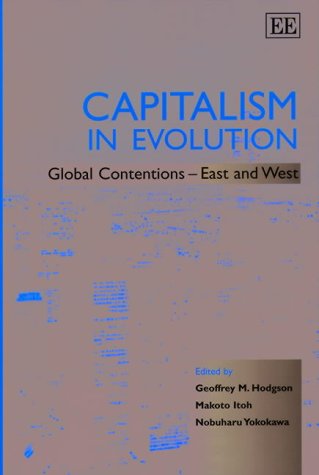 EE
CAPITALISM
IN EVOLUTION
Global Contentions – East and West
Edited by
Geoffrey M. Hodgson
Makoto Itoh
Nobuharu Yokokawa